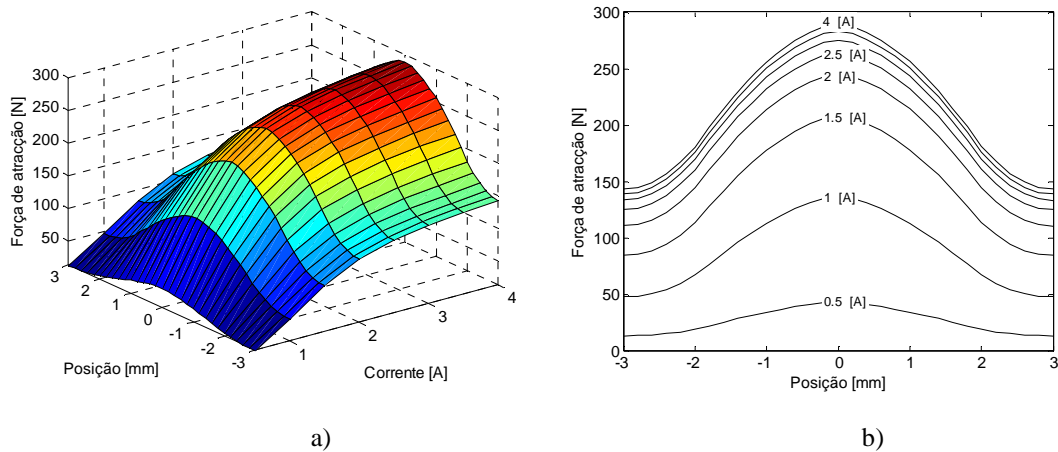 300
250
200
150
100
50
Força de atracção [N]
3
2
1
0
-1
-2
-3
Posição [mm]
1
2
3
4
Corrente [A]
a)
300
250
200
150
100
50
0
Força de atracção [N]
4 [A]
2.5 [A]
2 [A]
1.5 [A]
1 [A]
0.5 [A]
-3 -2 -1 0 1 2 3
Posição [mm]
b)